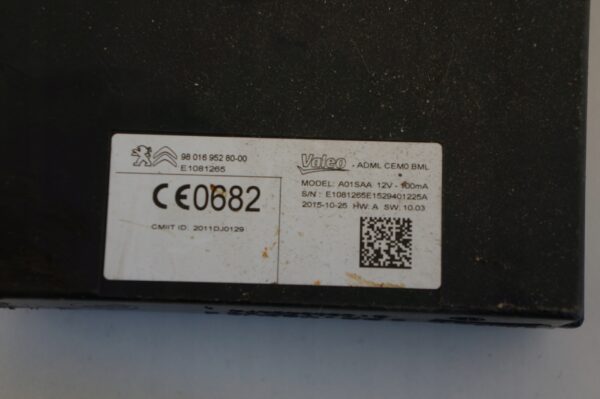 98 016 952 80-00
E1081265
CE0682
CMIIT ID: 2011DJ0129
Valeo - ADML CEM0 BML
MODEL: A01SAA 12V - 100mA
S/N : E1081265E1529401225A
2015-10-25 HW. A SW. 10.03